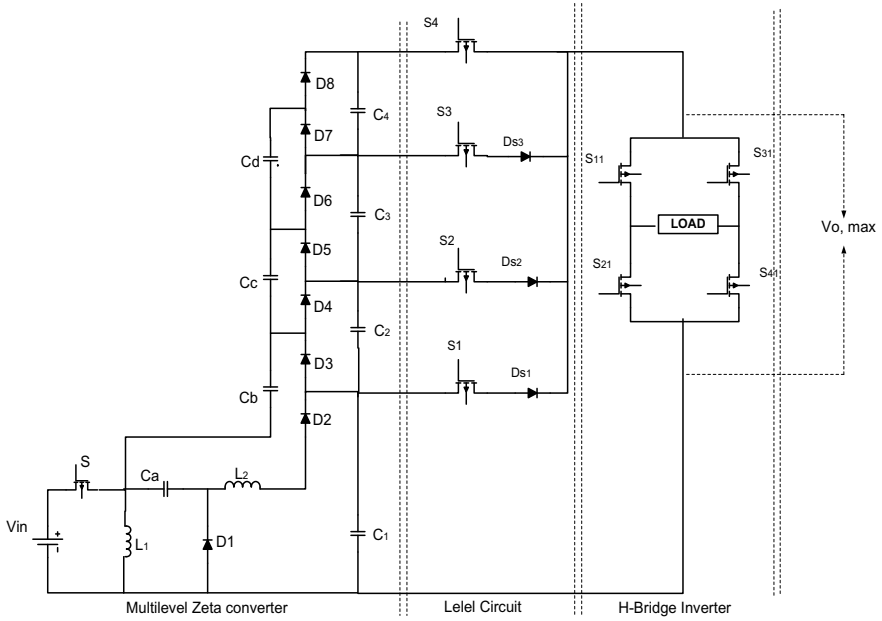 S4
D8
C4
S3
D7
Ds3
Cd
S11
S31
D6
C3
LOAD
Vo, max
D5
S2
Ds2
S21
S41
Cc
D4
C2
D3
S1
Ds1
Cb
D2
S
Ca
L2
Vin
+
-
L1
D1
C1
Multilevel Zeta converter
Lelel Circuit
H-Bridge Inverter